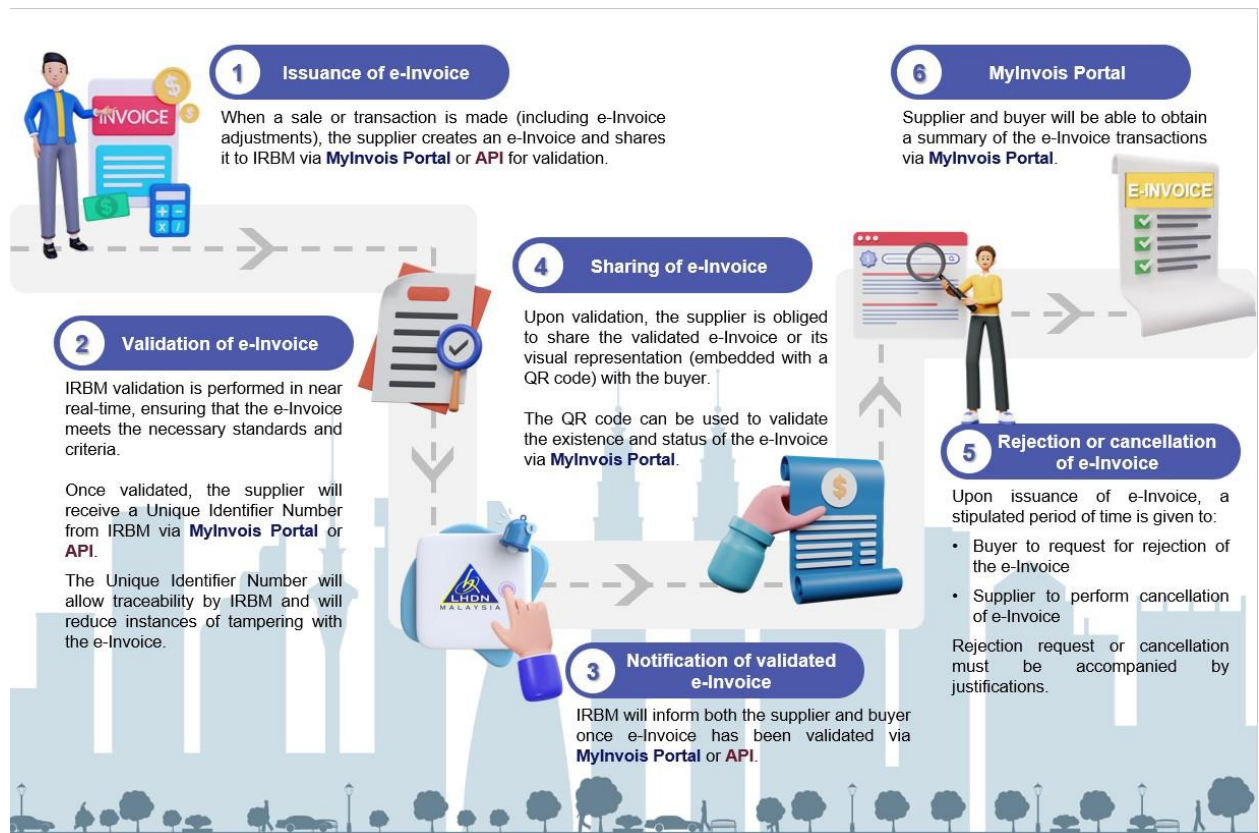 1
Issuance of e-Invoice
When a sale or transaction is made (including e-Invoice
adjustments), the supplier creates an e-Invoice and shares
it to IRBM via MyInvois Portal or API for validation.
INVOICE
2
Validation of e-Invoice
IRBM validation is performed in near
real-time, ensuring that the e-Invoice
meets the necessary standards and
criteria.
Once validated, the supplier will
receive a Unique Identifier Number
from IRBM via MyInvois Portal or
API.
The Unique Identifier Number will
allow traceability by IRBM and will
reduce instances of tampering with
the e-Invoice.
LHDN
MALAYSIA
3
Notification of validated
e-Invoice
IRBM will inform both the supplier and buyer
once e-Invoice has been validated via
MyInvois Portal or API.
4
Sharing of e-Invoice
Upon validation, the supplier is obliged
to share the validated e-Invoice or its
visual representation (embedded with a
QR code) with the buyer.
The QR code can be used to validate
the existence and status of the e-Invoice
via MyInvois Portal.
5
Rejection or cancellation
of e-Invoice
Upon issuance of e-Invoice, a
stipulated period of time is given to:
• Buyer to request for rejection of
the e-Invoice
• Supplier to perform cancellation
of e-Invoice
Rejection request or cancellation
must be accompanied by
justifications.
6
MyInvois Portal
Supplier and buyer will be able to obtain
a summary of the e-Invoice transactions
via MyInvois Portal.
E-INVOICE